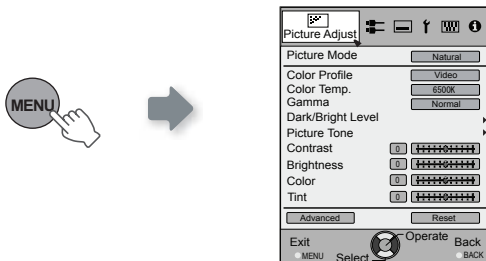 MENU
Picture Adjust
Picture Mode Natural
Color Profile Video
Color Temp. 6500K
Gamma Normal
Dark/Bright Level
Picture Tone
Contrast 0
Brightness 0
Color 0
Tint 0
Advanced Reset
Exit Operate Back
MENU Select BACK